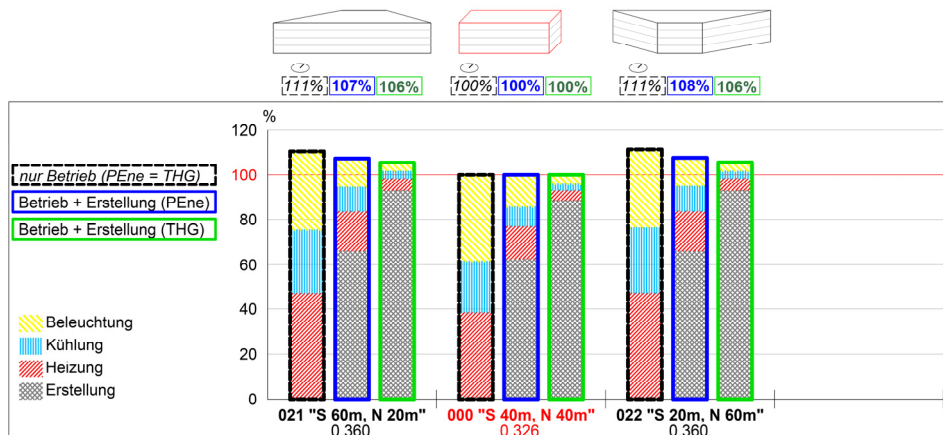 111% 107% 106% 100% 100% 100% 111% 108% 106%
%
120
nur Betrieb (PEne = THG)
100
Betrieb + Erstellung (PEne)
Betrieb + Erstellung (THG)
80
60
40
Beleuchtung
Kühlung
20
Heizung
Erstellung
0
021 "S 60m, N 20m" 000 "S 40m, N 40m" 022 "S 20m, N 60m"
0.360 0.326 0.360